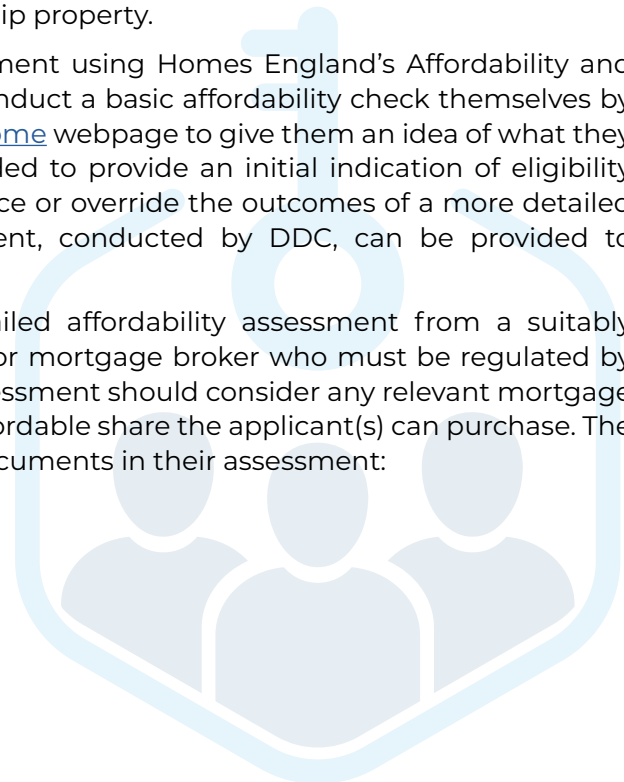 ip property.
ment using Homes England's Affordability and
nduct a basic affordability check themselves by
ome webpage to give them an idea of what they
led to provide an initial indication of eligibility
ce or override the outcomes of a more detailed
ent, conducted by DDC, can be provided to
iled affordability assessment from a suitably
or mortgage broker who must be regulated by
essment should consider any relevant mortgage
ordable share the applicant(s) can purchase. The
cuments in their assessment: